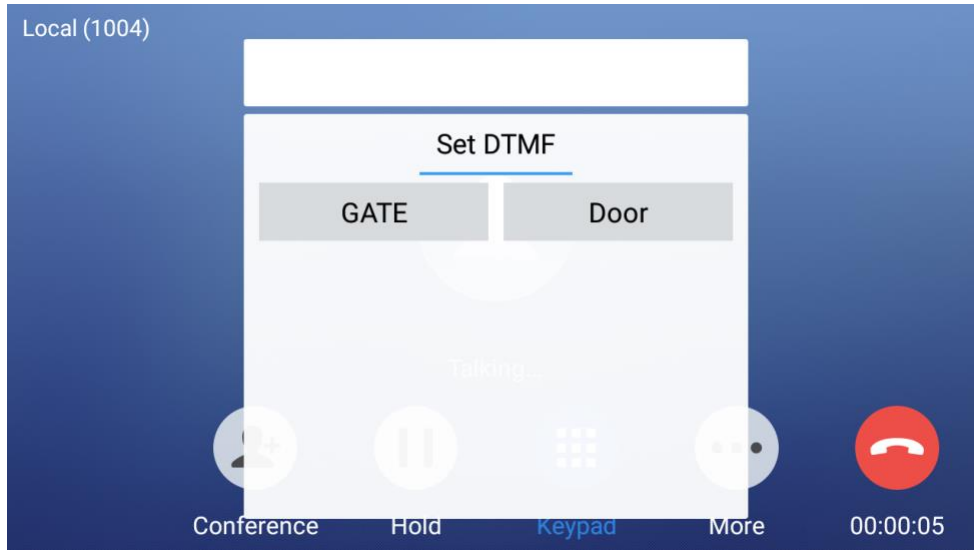 Local (1004)
Set DTMF
GATE Door
Talking...
Conference Hold Keypad More 00:00:05